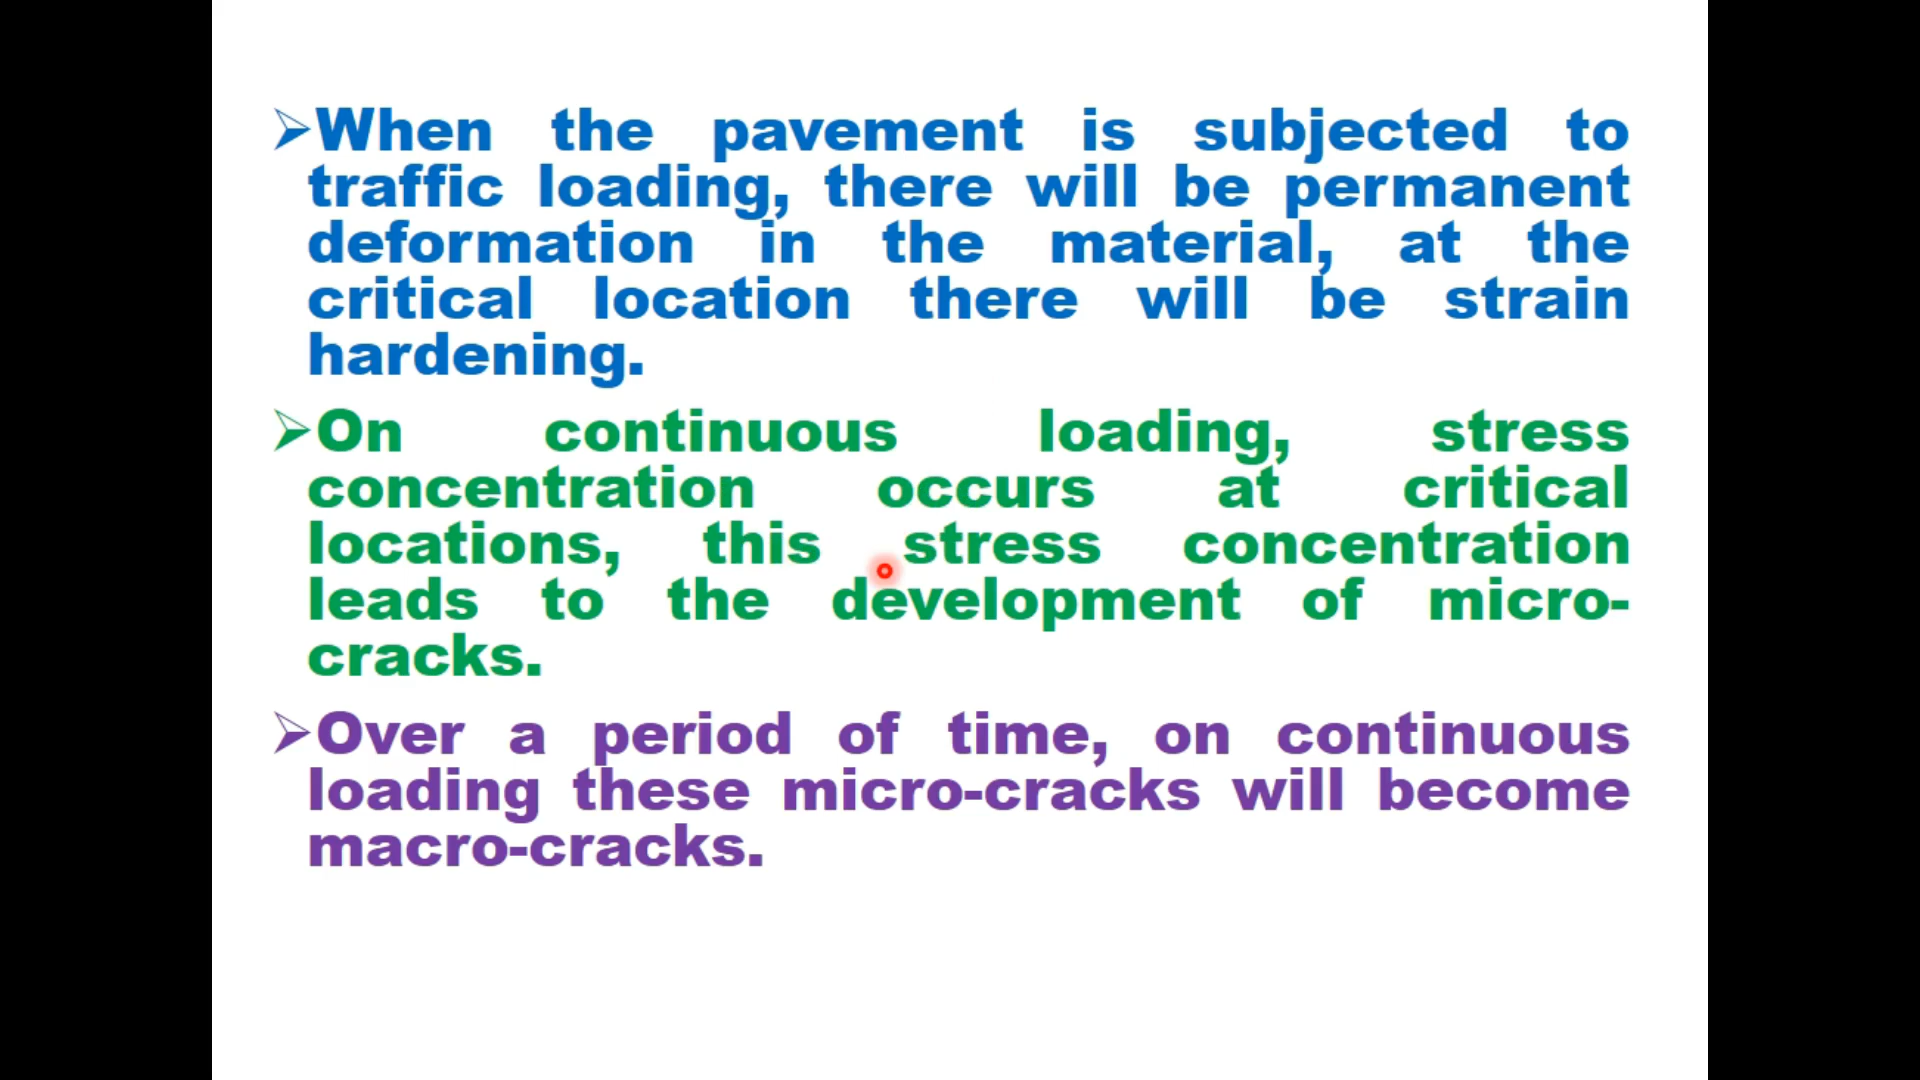 ➢When the pavement is subjected to
traffic loading, there will be permanent
deformation in the material, at the
critical location there will be strain
hardening.
➢On continuous loading, stress
concentration occurs at critical
locations, this stress concentration
leads to the development of micro-
cracks.
➢Over a period of time, on continuous
loading these micro-cracks will become
macro-cracks.